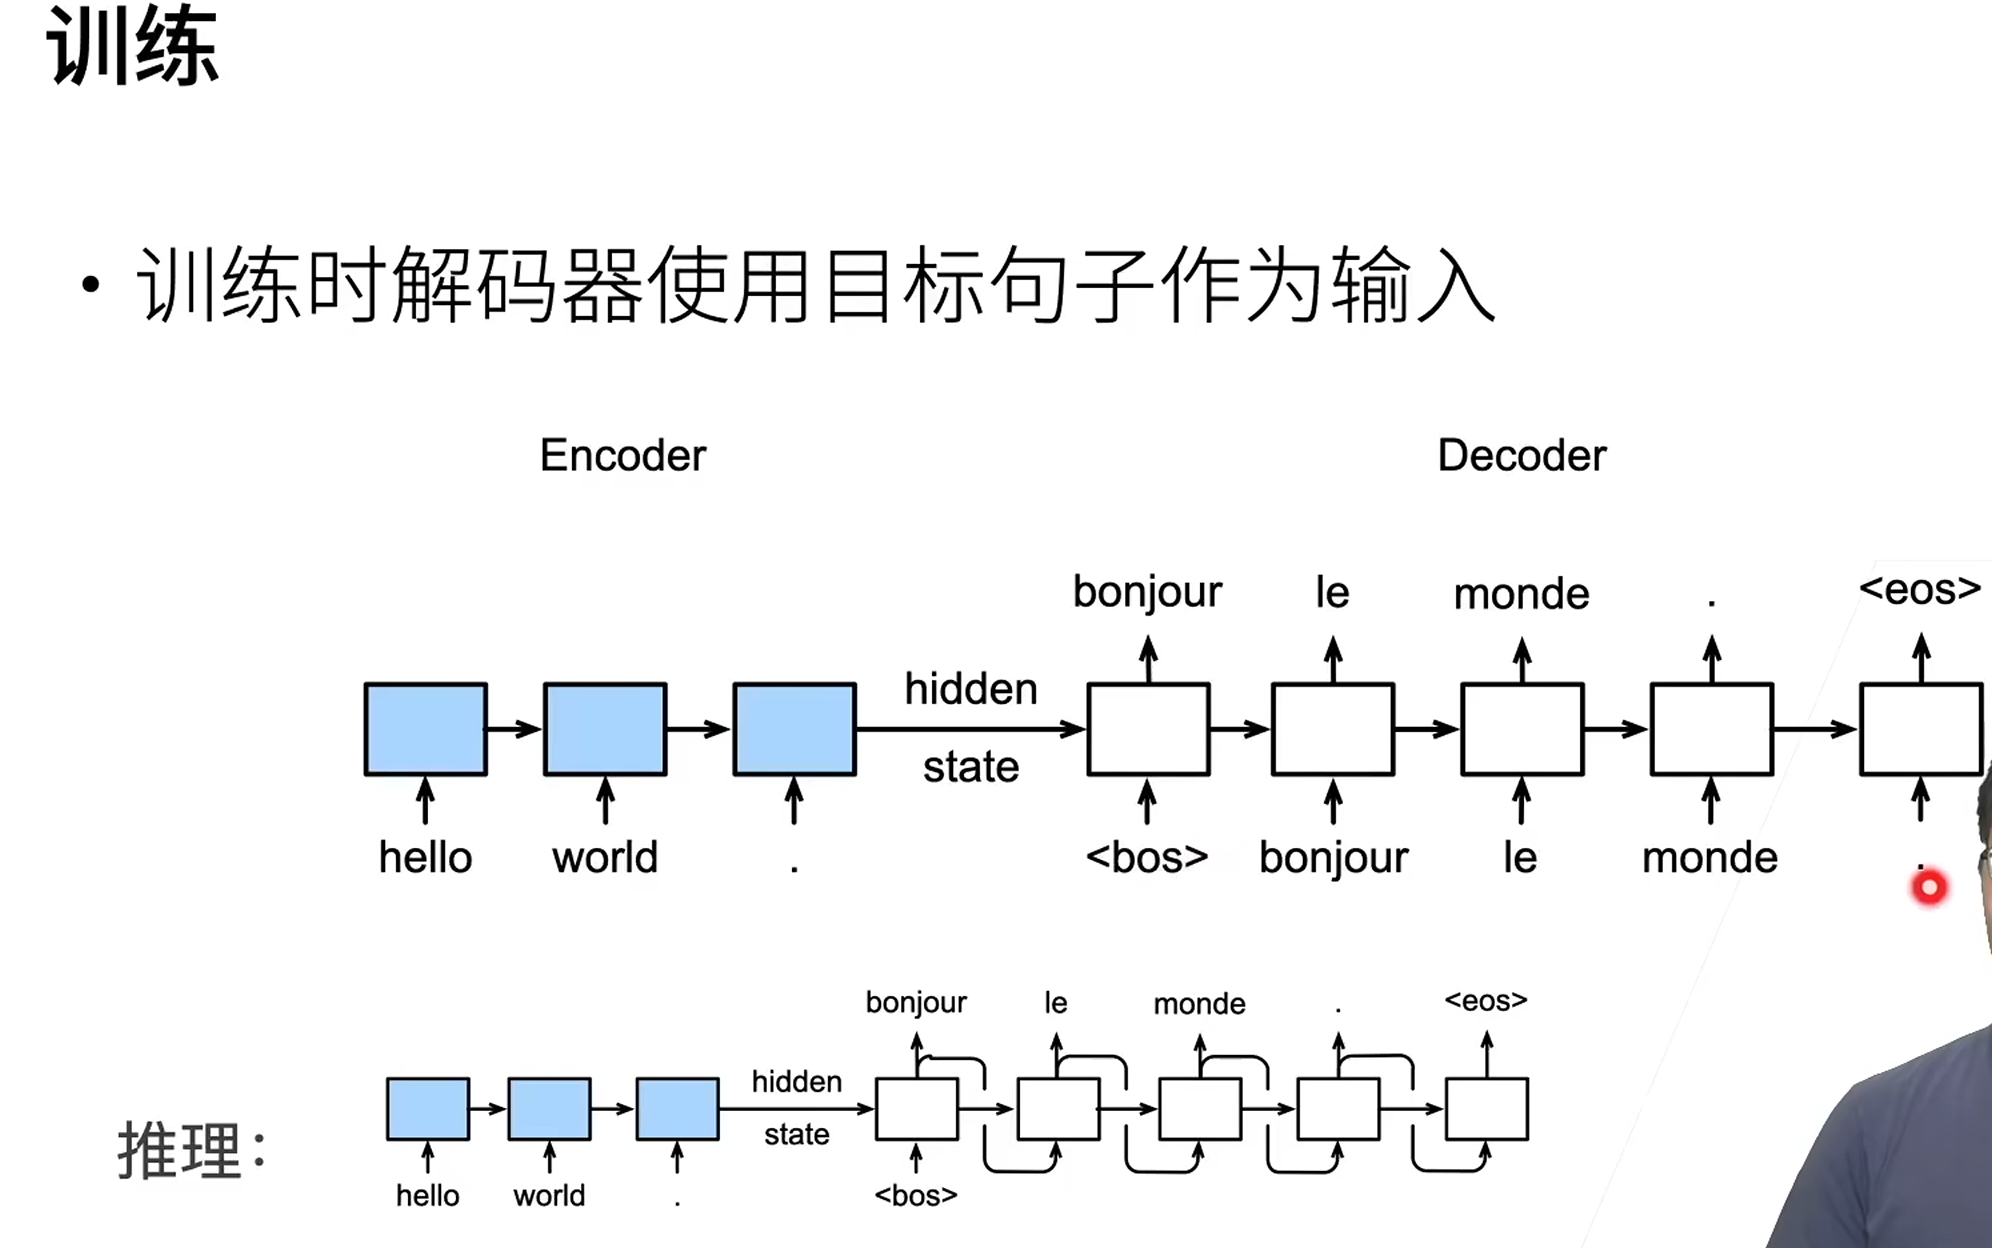 训练
• 训练时解码器使用目标句子作为输入
Encoder Decoder
bonjour le monde . <eos>
hidden
state
hello world . <bos> bonjour le monde .
bonjour le monde . <eos>
hidden
推理：
state
hello world . <bos>